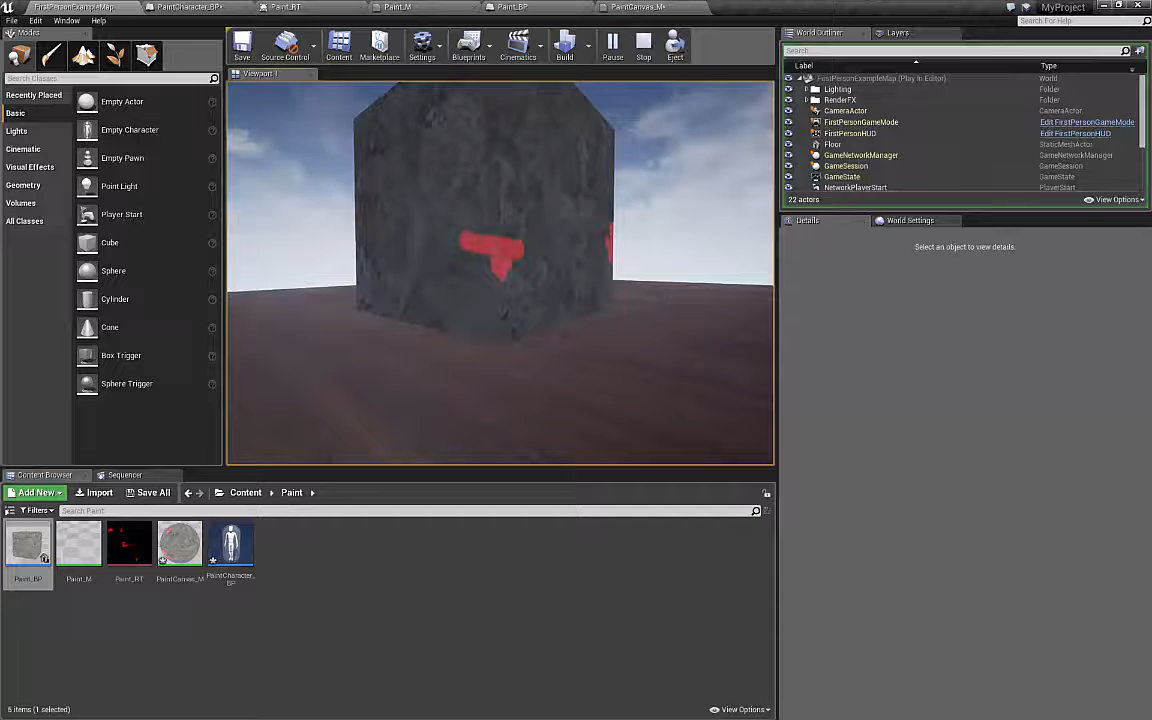 FirstPersonExampleMap
PaintCharacter_BP*
Paint_RT
Paint_M
Paint_BP
PaintCanvas_M*
MyProject
File Edit Window Help
Search For Help
Modes
Search Classes
Recently Placed
Basic
Lights
Cinematic
Visual Effects
Geometry
Volumes
All Classes
Empty Actor
Empty Character
Empty Pawn
Point Light
Player Start
Cube
Sphere
Cylinder
Cone
Box Trigger
Sphere Trigger
Save Source Control Content Marketplace Settings Blueprints Cinematics Build Pause Stop Eject
Viewport 1
World Outliner Layers
Search...
Label Type
FirstPersonExampleMap (Play In Editor) World
Lighting Folder
RenderFX Folder
CameraActor CameraActor
FirstPersonGameMode Edit FirstPersonGameMode
FirstPersonHUD Edit FirstPersonHUD
Floor StaticMeshActor
GameNetworkManager GameNetworkManager
GameSession GameSession
GameState GameState
NetworkPlayerStart PlayerStart
22 actors View Options
Details World Settings
Select an object to view details.
Content Browser Sequencer
Add New Import Save All Content Paint
Filters Search Paint
Paint_BP
Paint_M
Paint_RT
PaintCanvas_M
PaintCharacter_
BP
5 items (1 selected) View Options